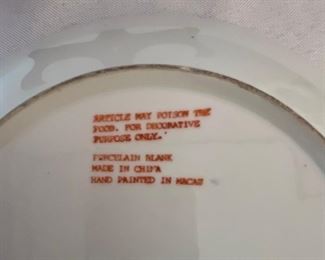 ARTICLE MAY POISON THE
FOOD. FOR DECORATIVE
PURPOSE ONLY.
PORCELAIN BLANK
MADE IN CHINA
HAND PAINTED IN MACAU